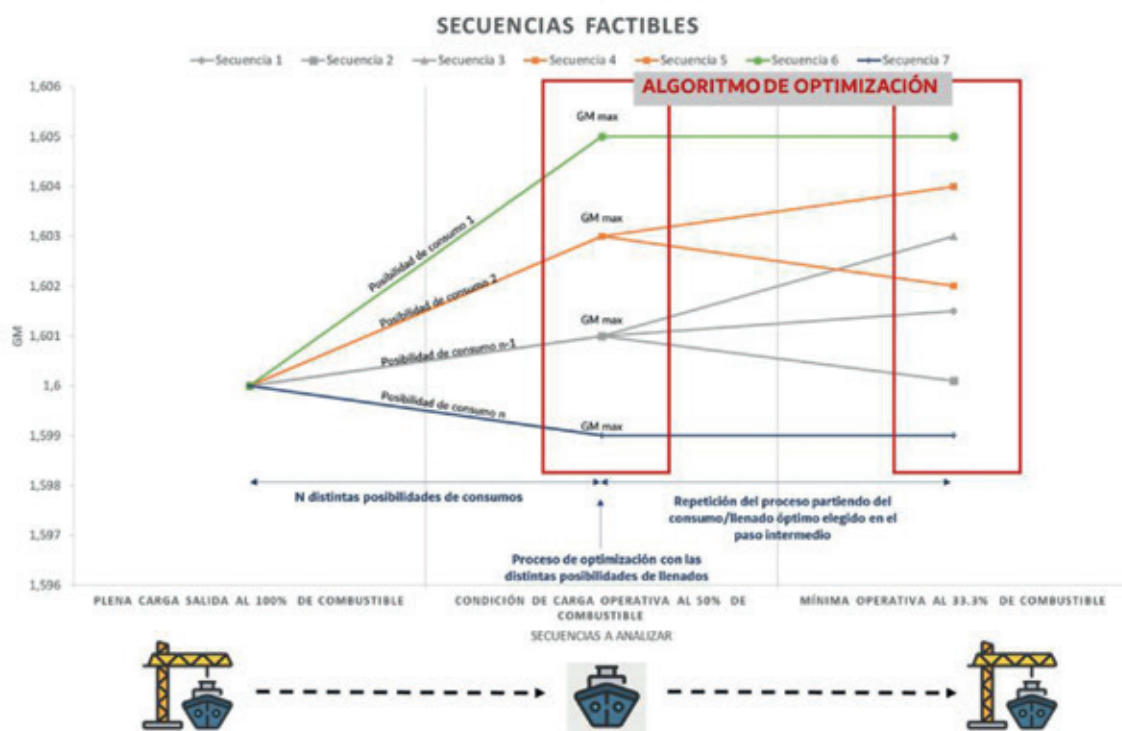 SECUENCIAS FACTIBLES
Secuencia 1 Secuencia 2 Secuencia 3 Secuencia 4 Secuencia 5 Secuencia 6 Secuencia 7
ALGORITMO DE OPTIMIZACIÓN
1,606
1,605
1,604
1,603
1,602
1,601
1,6
1,599
1,598
1,597
1,596
GM
GM max
GM max
GM max
GM max
Posibilidad de consumo 1
Posibilidad de consumo 2
Posibilidad de consumo n-1
Posibilidad de consumo n
N distintas posibilidades de consumos
Repetición del proceso partiendo del
consumo/llenado óptimo elegido en el
paso intermedio
Proceso de optimización con las
distintas posibilidades de llenados
PLENA CARGA SALIDA AL 100% DE COMBUSTIBLE
CONDICIÓN DE CARGA OPERATIVA AL 50% DE
COMBUSTIBLE
MÍNIMA OPERATIVA AL 33.3% DE COMBUSTIBLE
SECUENCIAS A ANALIZAR